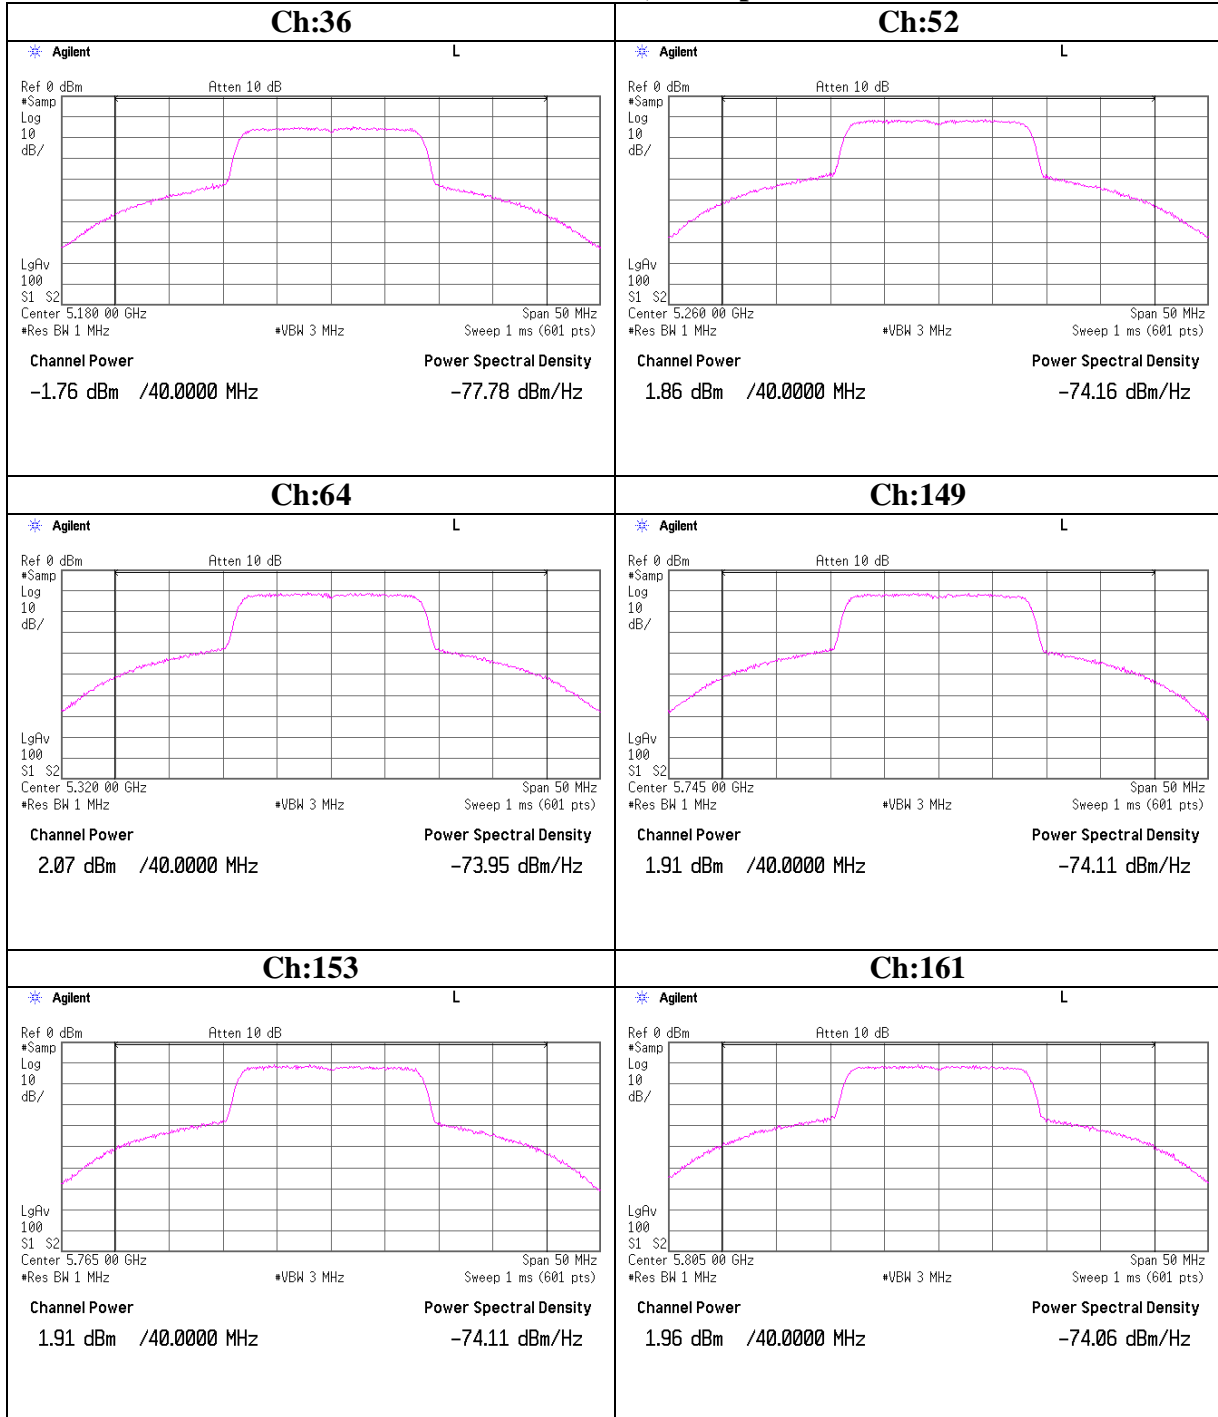 Ch:36
Agilent L
Ref 0 dBm Atten 10 dB
#Samp
Log
10
dB/
LgAv
100
S1 S2
Center 5.180 00 GHz Span 50 MHz
#Res BW 1 MHz #VBW 3 MHz Sweep 1 ms (601 pts)
Channel Power Power Spectral Density
-1.76 dBm /40.0000 MHz -77.78 dBm/Hz
Ch:52
Agilent L
Ref 0 dBm Atten 10 dB
#Samp
Log
10
dB/
LgAv
100
S1 S2
Center 5.260 00 GHz Span 50 MHz
#Res BW 1 MHz #VBW 3 MHz Sweep 1 ms (601 pts)
Channel Power Power Spectral Density
1.86 dBm /40.0000 MHz -74.16 dBm/Hz
Ch:64
Agilent L
Ref 0 dBm Atten 10 dB
#Samp
Log
10
dB/
LgAv
100
S1 S2
Center 5.320 00 GHz Span 50 MHz
#Res BW 1 MHz #VBW 3 MHz Sweep 1 ms (601 pts)
Channel Power Power Spectral Density
2.07 dBm /40.0000 MHz -73.95 dBm/Hz
Ch:149
Agilent L
Ref 0 dBm Atten 10 dB
#Samp
Log
10
dB/
LgAv
100
S1 S2
Center 5.745 00 GHz Span 50 MHz
#Res BW 1 MHz #VBW 3 MHz Sweep 1 ms (601 pts)
Channel Power Power Spectral Density
1.91 dBm /40.0000 MHz -74.11 dBm/Hz
Ch:153
Agilent L
Ref 0 dBm Atten 10 dB
#Samp
Log
10
dB/
LgAv
100
S1 S2
Center 5.765 00 GHz Span 50 MHz
#Res BW 1 MHz #VBW 3 MHz Sweep 1 ms (601 pts)
Channel Power Power Spectral Density
1.91 dBm /40.0000 MHz -74.11 dBm/Hz
Ch:161
Agilent L
Ref 0 dBm Atten 10 dB
#Samp
Log
10
dB/
LgAv
100
S1 S2
Center 5.805 00 GHz Span 50 MHz
#Res BW 1 MHz #VBW 3 MHz Sweep 1 ms (601 pts)
Channel Power Power Spectral Density
1.96 dBm /40.0000 MHz -74.06 dBm/Hz